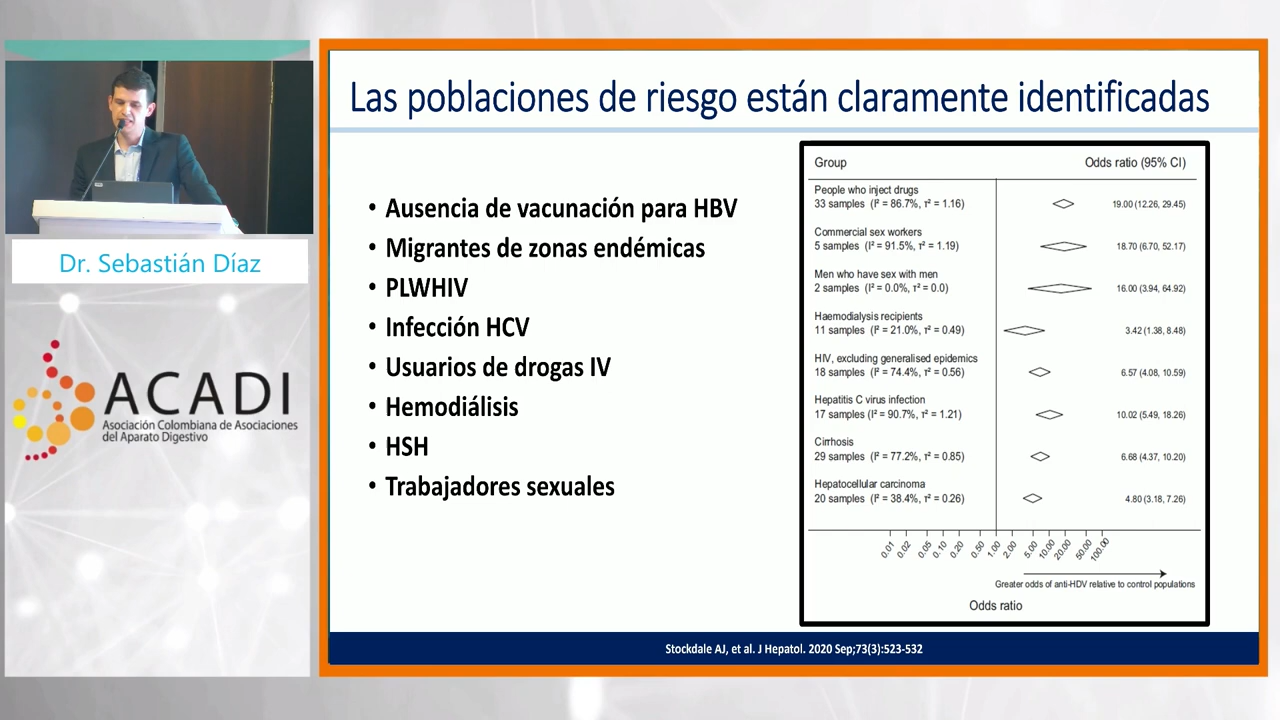 Las poblaciones de riesgo están claramente identificadas
• Ausencia de vacunación para HBV
• Migrantes de zonas endémicas
• PLWHIV
• Infección HCV
• Usuarios de drogas IV
• Hemodiálisis
• HSH
• Trabajadores sexuales
Group Odds ratio (95% CI)
People who inject drugs
33 samples (I² = 86.7%, τ² = 1.16) 19.00 (12.26, 29.45)
Commercial sex workers
5 samples (I² = 91.5%, τ² = 1.19) 18.70 (6.70, 52.17)
Men who have sex with men
2 samples (I² = 0.0%, τ² = 0.0) 16.00 (3.94, 64.92)
Haemodialysis recipients
11 samples (I² = 21.0%, τ² = 0.49) 3.42 (1.38, 8.48)
HIV, excluding generalised epidemics
18 samples (I² = 74.4%, τ² = 0.56) 6.57 (4.08, 10.59)
Hepatitis C virus infection
17 samples (I² = 90.7%, τ² = 1.21) 10.02 (5.49, 18.26)
Cirrhosis
29 samples (I² = 77.2%, τ² = 0.85) 6.68 (4.37, 10.20)
Hepatocellular carcinoma
20 samples (I² = 38.4%, τ² = 0.26) 4.80 (3.18, 7.26)
0.01 0.02 0.05 0.10 0.20 0.50 1.00 2.00 5.00 10.00 20.00 50.00 100.00
Greater odds of anti-HDV relative to control populations
Odds ratio
Stockdale AJ, et al. J Hepatol. 2020 Sep;73(3):523-532
Dr. Sebastián Díaz
ACADI
Asociación Colombiana de Asociaciones
del Aparato Digestivo